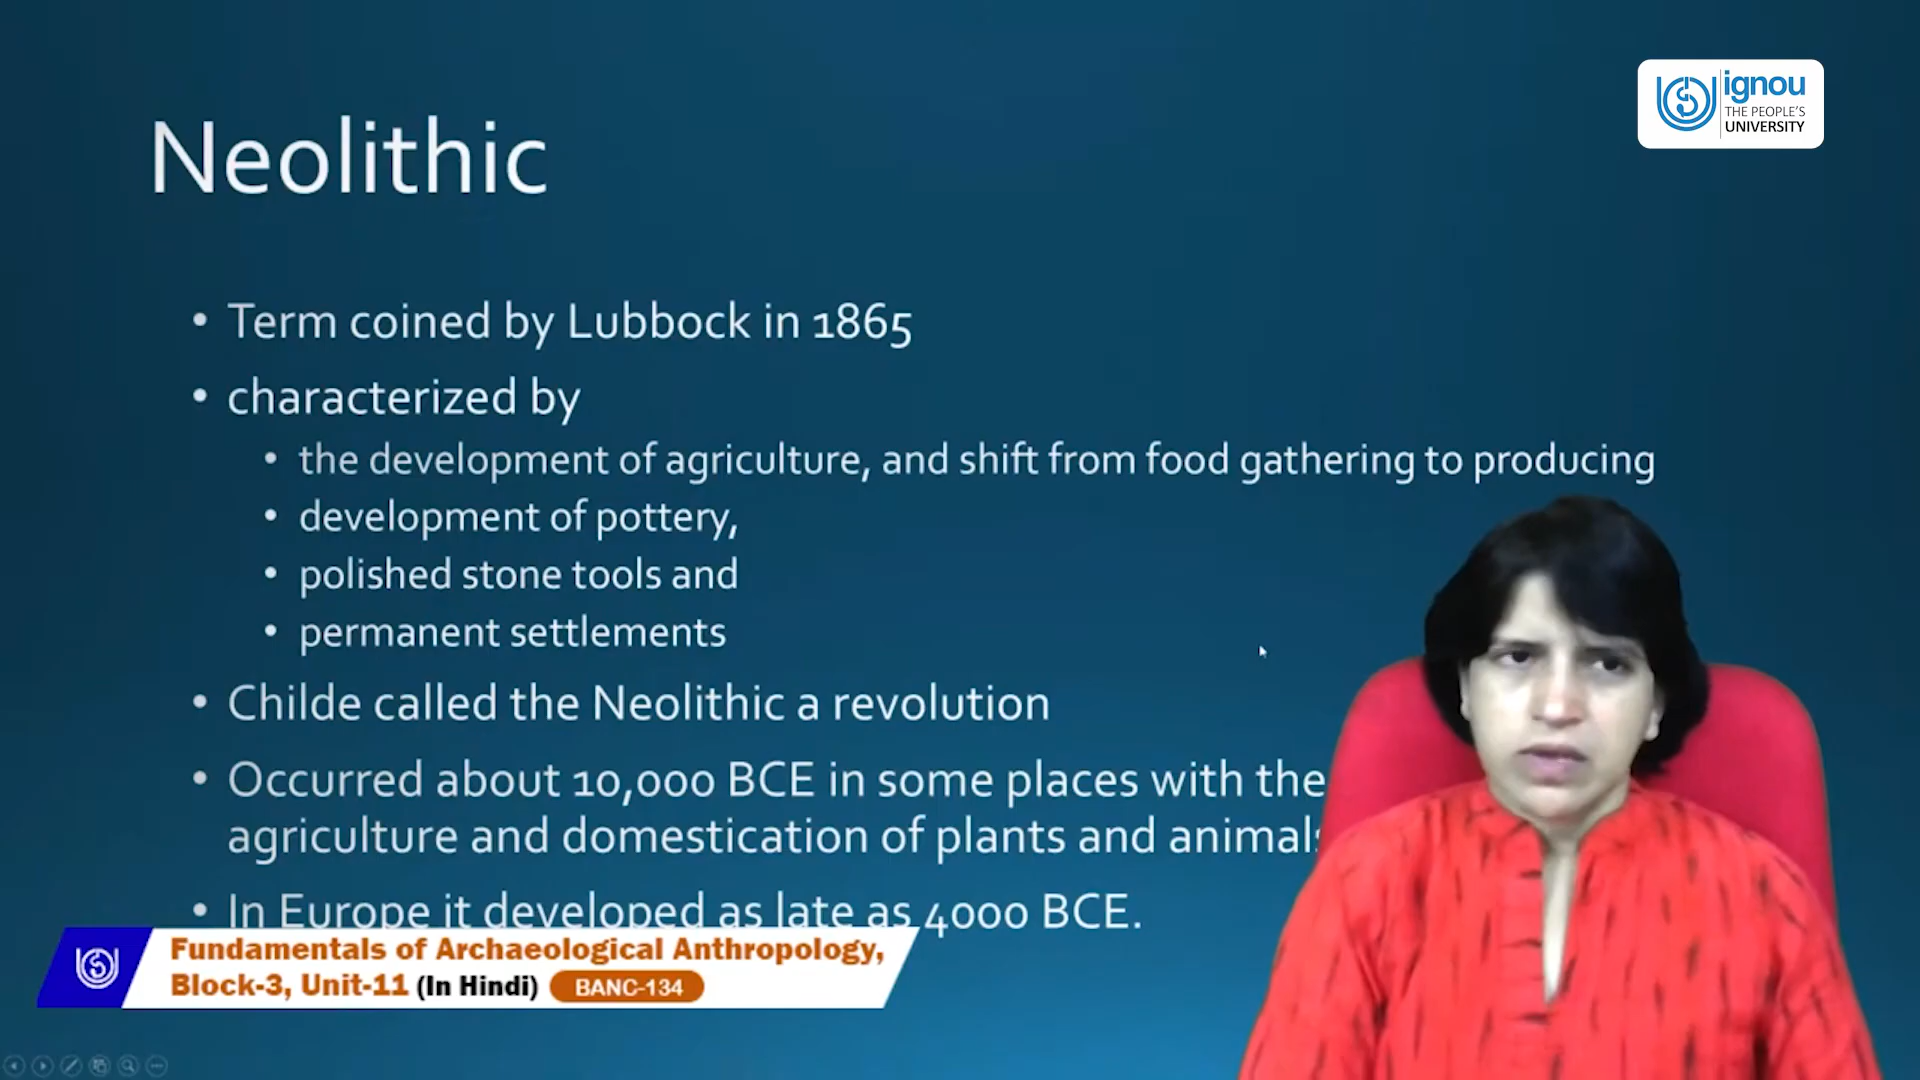 ignou
THE PEOPLE'S
UNIVERSITY
Neolithic
• Term coined by Lubbock in 1865
• characterized by
• the development of agriculture, and shift from food gathering to producing
• development of pottery,
• polished stone tools and
• permanent settlements
• Childe called the Neolithic a revolution
• Occurred about 10,000 BCE in some places with the
agriculture and domestication of plants and animals
• In Europe it developed as late as 4000 BCE.
Fundamentals of Archaeological Anthropology,
Block-3, Unit-11 (In Hindi) BANC-134